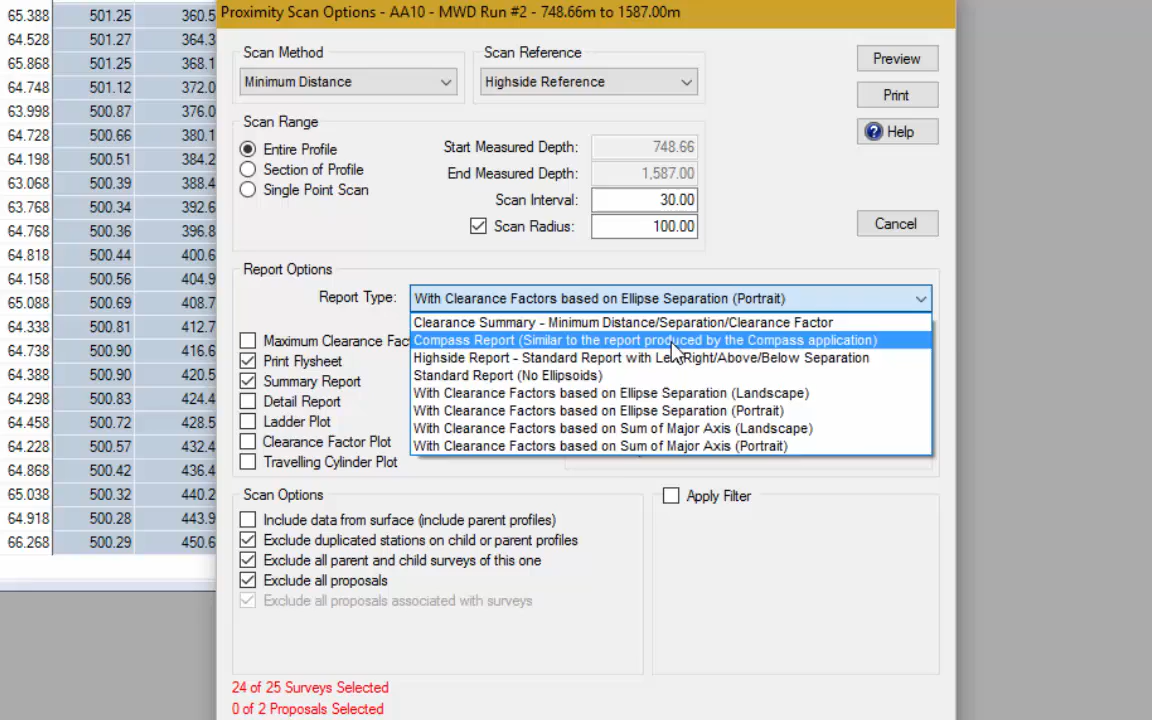 Proximity Scan Options - AA10 - MWD Run #2 - 748.66m to 1587.00m
65.388 501.25 360.5
64.528 501.27 364.3
65.868 501.25 368.1
64.748 501.12 372.0
63.998 500.87 376.0
64.728 500.66 380.1
64.198 500.51 384.2
63.068 500.39 388.4
63.768 500.34 392.6
64.768 500.36 396.8
64.818 500.44 400.6
64.158 500.56 404.9
65.088 500.69 408.7
64.338 500.81 412.7
64.738 500.90 416.6
64.388 500.90 420.5
64.298 500.83 424.4
64.458 500.72 428.5
64.228 500.57 432.4
64.868 500.42 436.4
65.038 500.32 440.2
64.918 500.28 443.9
66.268 500.29 450.6
Scan Method
Minimum Distance
Scan Reference
Highside Reference
Preview
Print
Help
Cancel
Scan Range
Entire Profile
Section of Profile
Single Point Scan
Start Measured Depth: 748.66
End Measured Depth: 1,587.00
Scan Interval: 30.00
Scan Radius: 100.00
Report Options
Report Type: With Clearance Factors based on Ellipse Separation (Portrait)
Clearance Summary - Minimum Distance/Separation/Clearance Factor
Compass Report (Similar to the report produced by the Compass application)
Highside Report - Standard Report with Left/Right/Above/Below Separation
Standard Report (No Ellipsoids)
With Clearance Factors based on Ellipse Separation (Landscape)
With Clearance Factors based on Ellipse Separation (Portrait)
With Clearance Factors based on Sum of Major Axis (Landscape)
With Clearance Factors based on Sum of Major Axis (Portrait)
Maximum Clearance Fac
Print Flysheet
Summary Report
Detail Report
Ladder Plot
Clearance Factor Plot
Travelling Cylinder Plot
Scan Options
Include data from surface (include parent profiles)
Exclude duplicated stations on child or parent profiles
Exclude all parent and child surveys of this one
Exclude all proposals
Exclude all proposals associated with surveys
Apply Filter
24 of 25 Surveys Selected
0 of 2 Proposals Selected